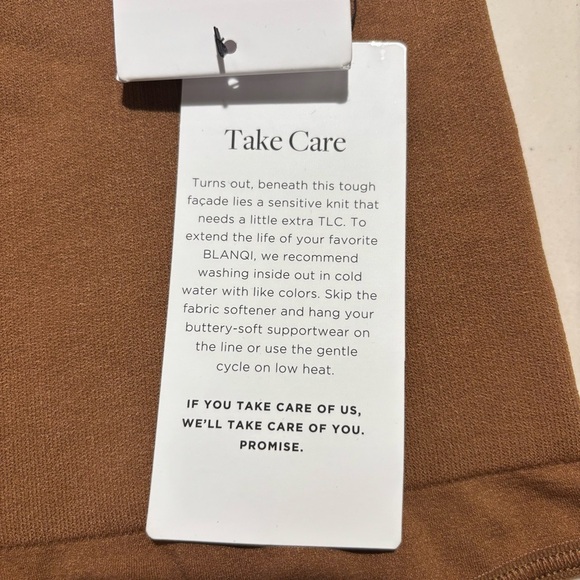 Take Care
Turns out, beneath this tough
façade lies a sensitive knit that
needs a little extra TLC. To
extend the life of your favorite
BLANQI, we recommend
washing inside out in cold
water with like colors. Skip the
fabric softener and hang your
buttery-soft supportwear on
the line or use the gentle
cycle on low heat.
IF YOU TAKE CARE OF US,
WE'LL TAKE CARE OF YOU.
PROMISE.